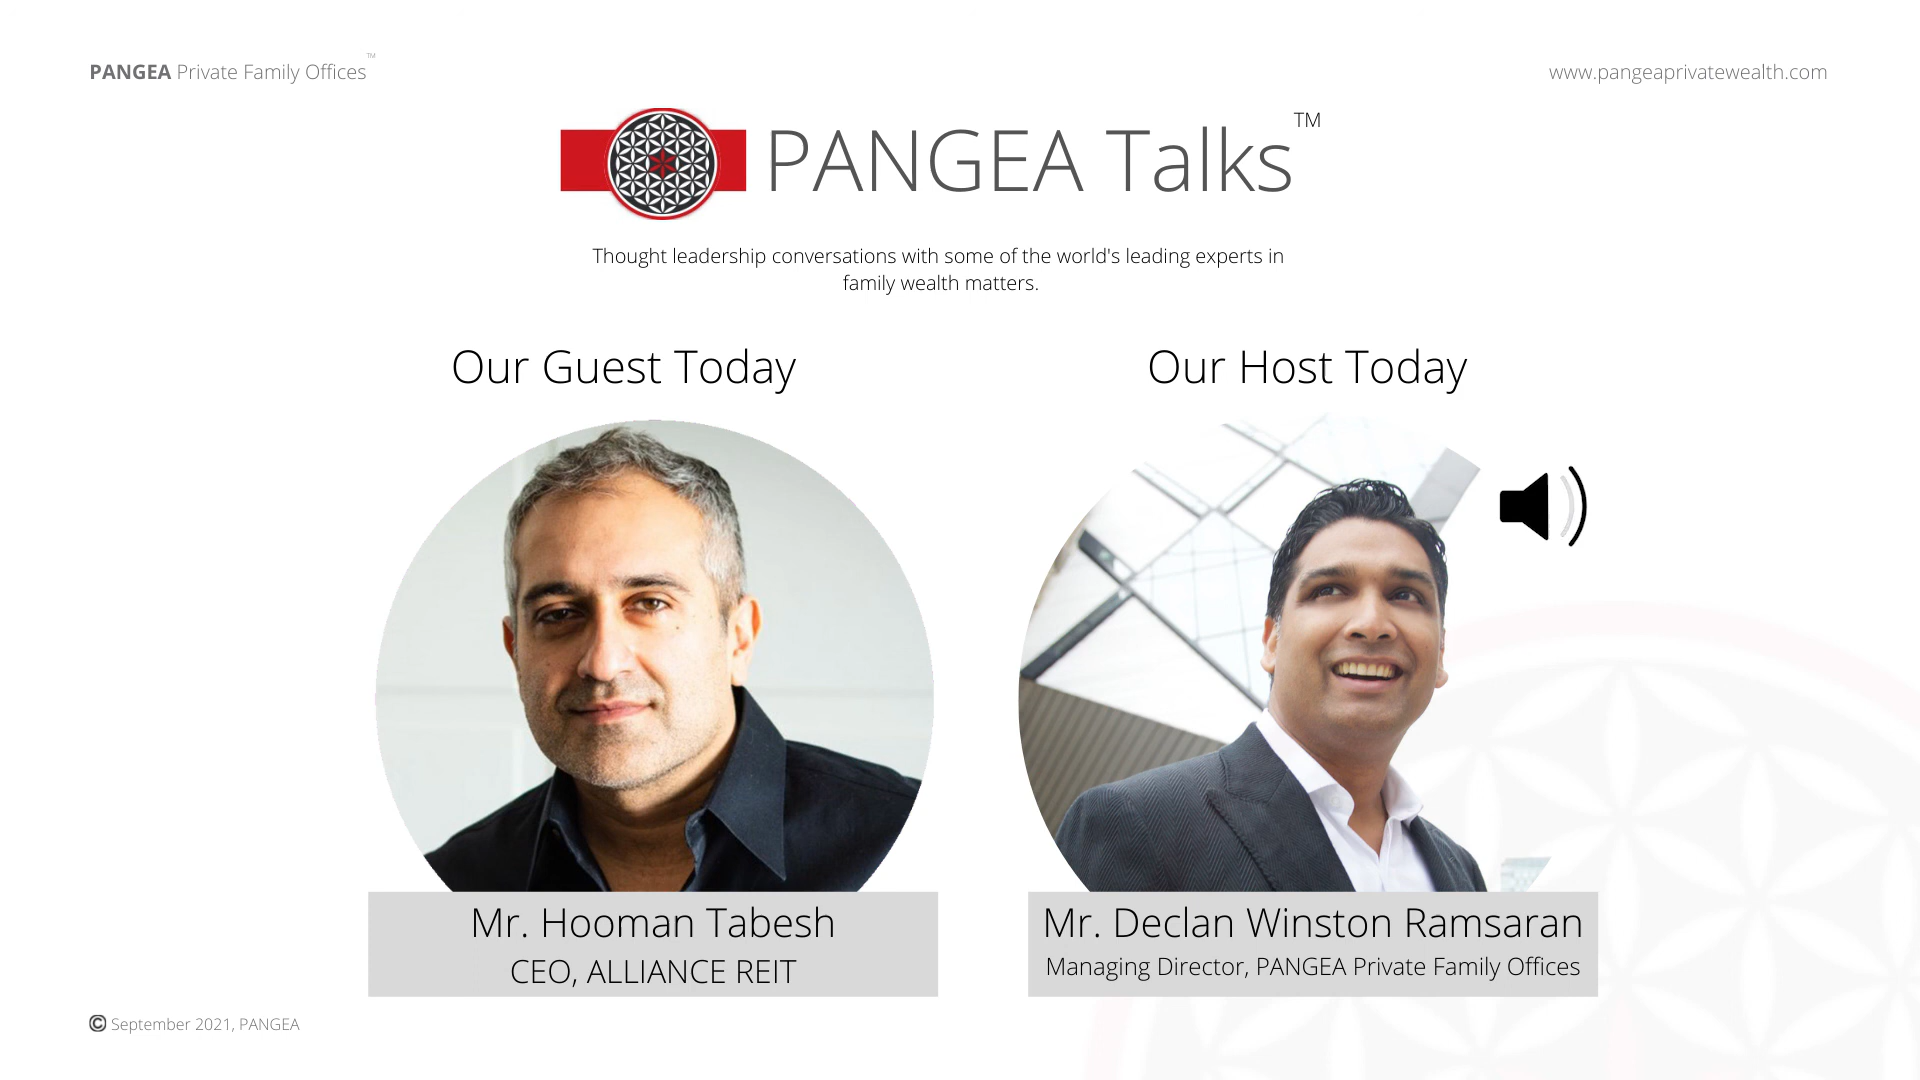 PANGEA Private Family Offices™
www.pangeaprivatewealth.com
PANGEA Talks™
Thought leadership conversations with some of the world's leading experts in
family wealth matters.
Our Guest Today
Our Host Today
Mr. Hooman Tabesh
CEO, ALLIANCE REIT
Mr. Declan Winston Ramsaran
Managing Director, PANGEA Private Family Offices
© September 2021, PANGEA